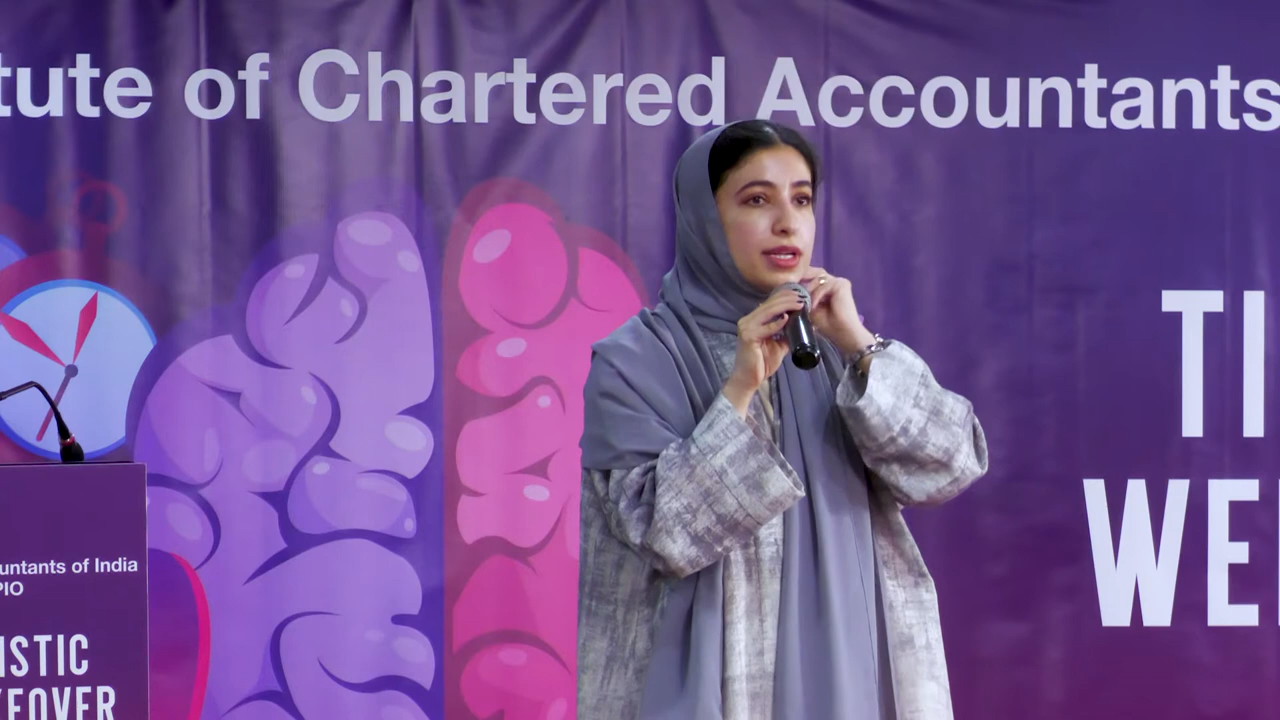 tute of Chartered Accountants
TI
WE
untants of India
PIO
ISTIC
EOVER